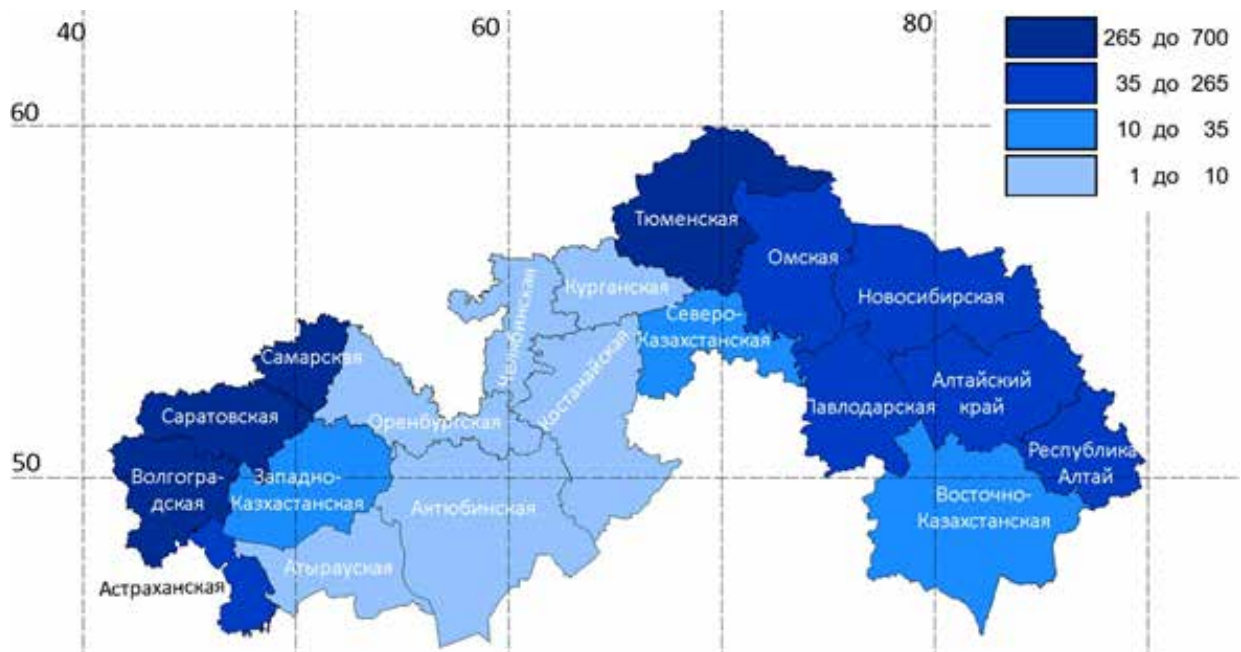 40
60
80
265 до 700
35 до 265
10 до 35
1 до 10
60
Тюменская
Омская
Новосибирская
Курганская
Челябинская
Северо-
Казахстанская
Костанайская
Самарская
Саратовская
Оренбургская
Павлодарская
Алтайский
край
Республика
Алтай
50
Волгогра-
дская
Западно-
Казхастанская
Актюбинская
Восточно-
Казахстанская
Атырауская
Астраханская